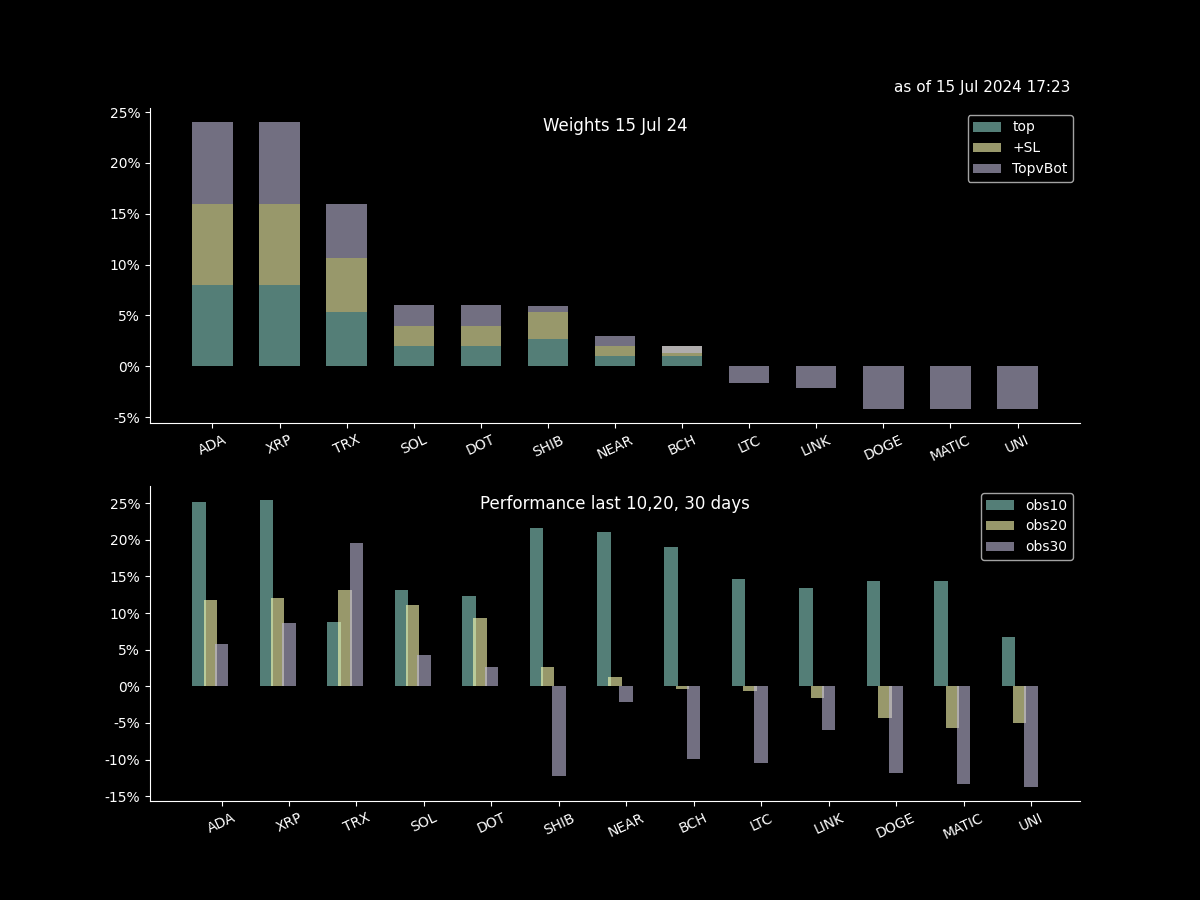 as of 15 Jul 2024 17:23
Weights 15 Jul 24
top
+SL
TopvBot
25%
20%
15%
10%
5%
0%
-5%
ADA XRP TRX SOL DOT SHIB NEAR BCH LTC LINK DOGE MATIC UNI
Performance last 10,20, 30 days
obs10
obs20
obs30
25%
20%
15%
10%
5%
0%
-5%
-10%
-15%
ADA XRP TRX SOL DOT SHIB NEAR BCH LTC LINK DOGE MATIC UNI